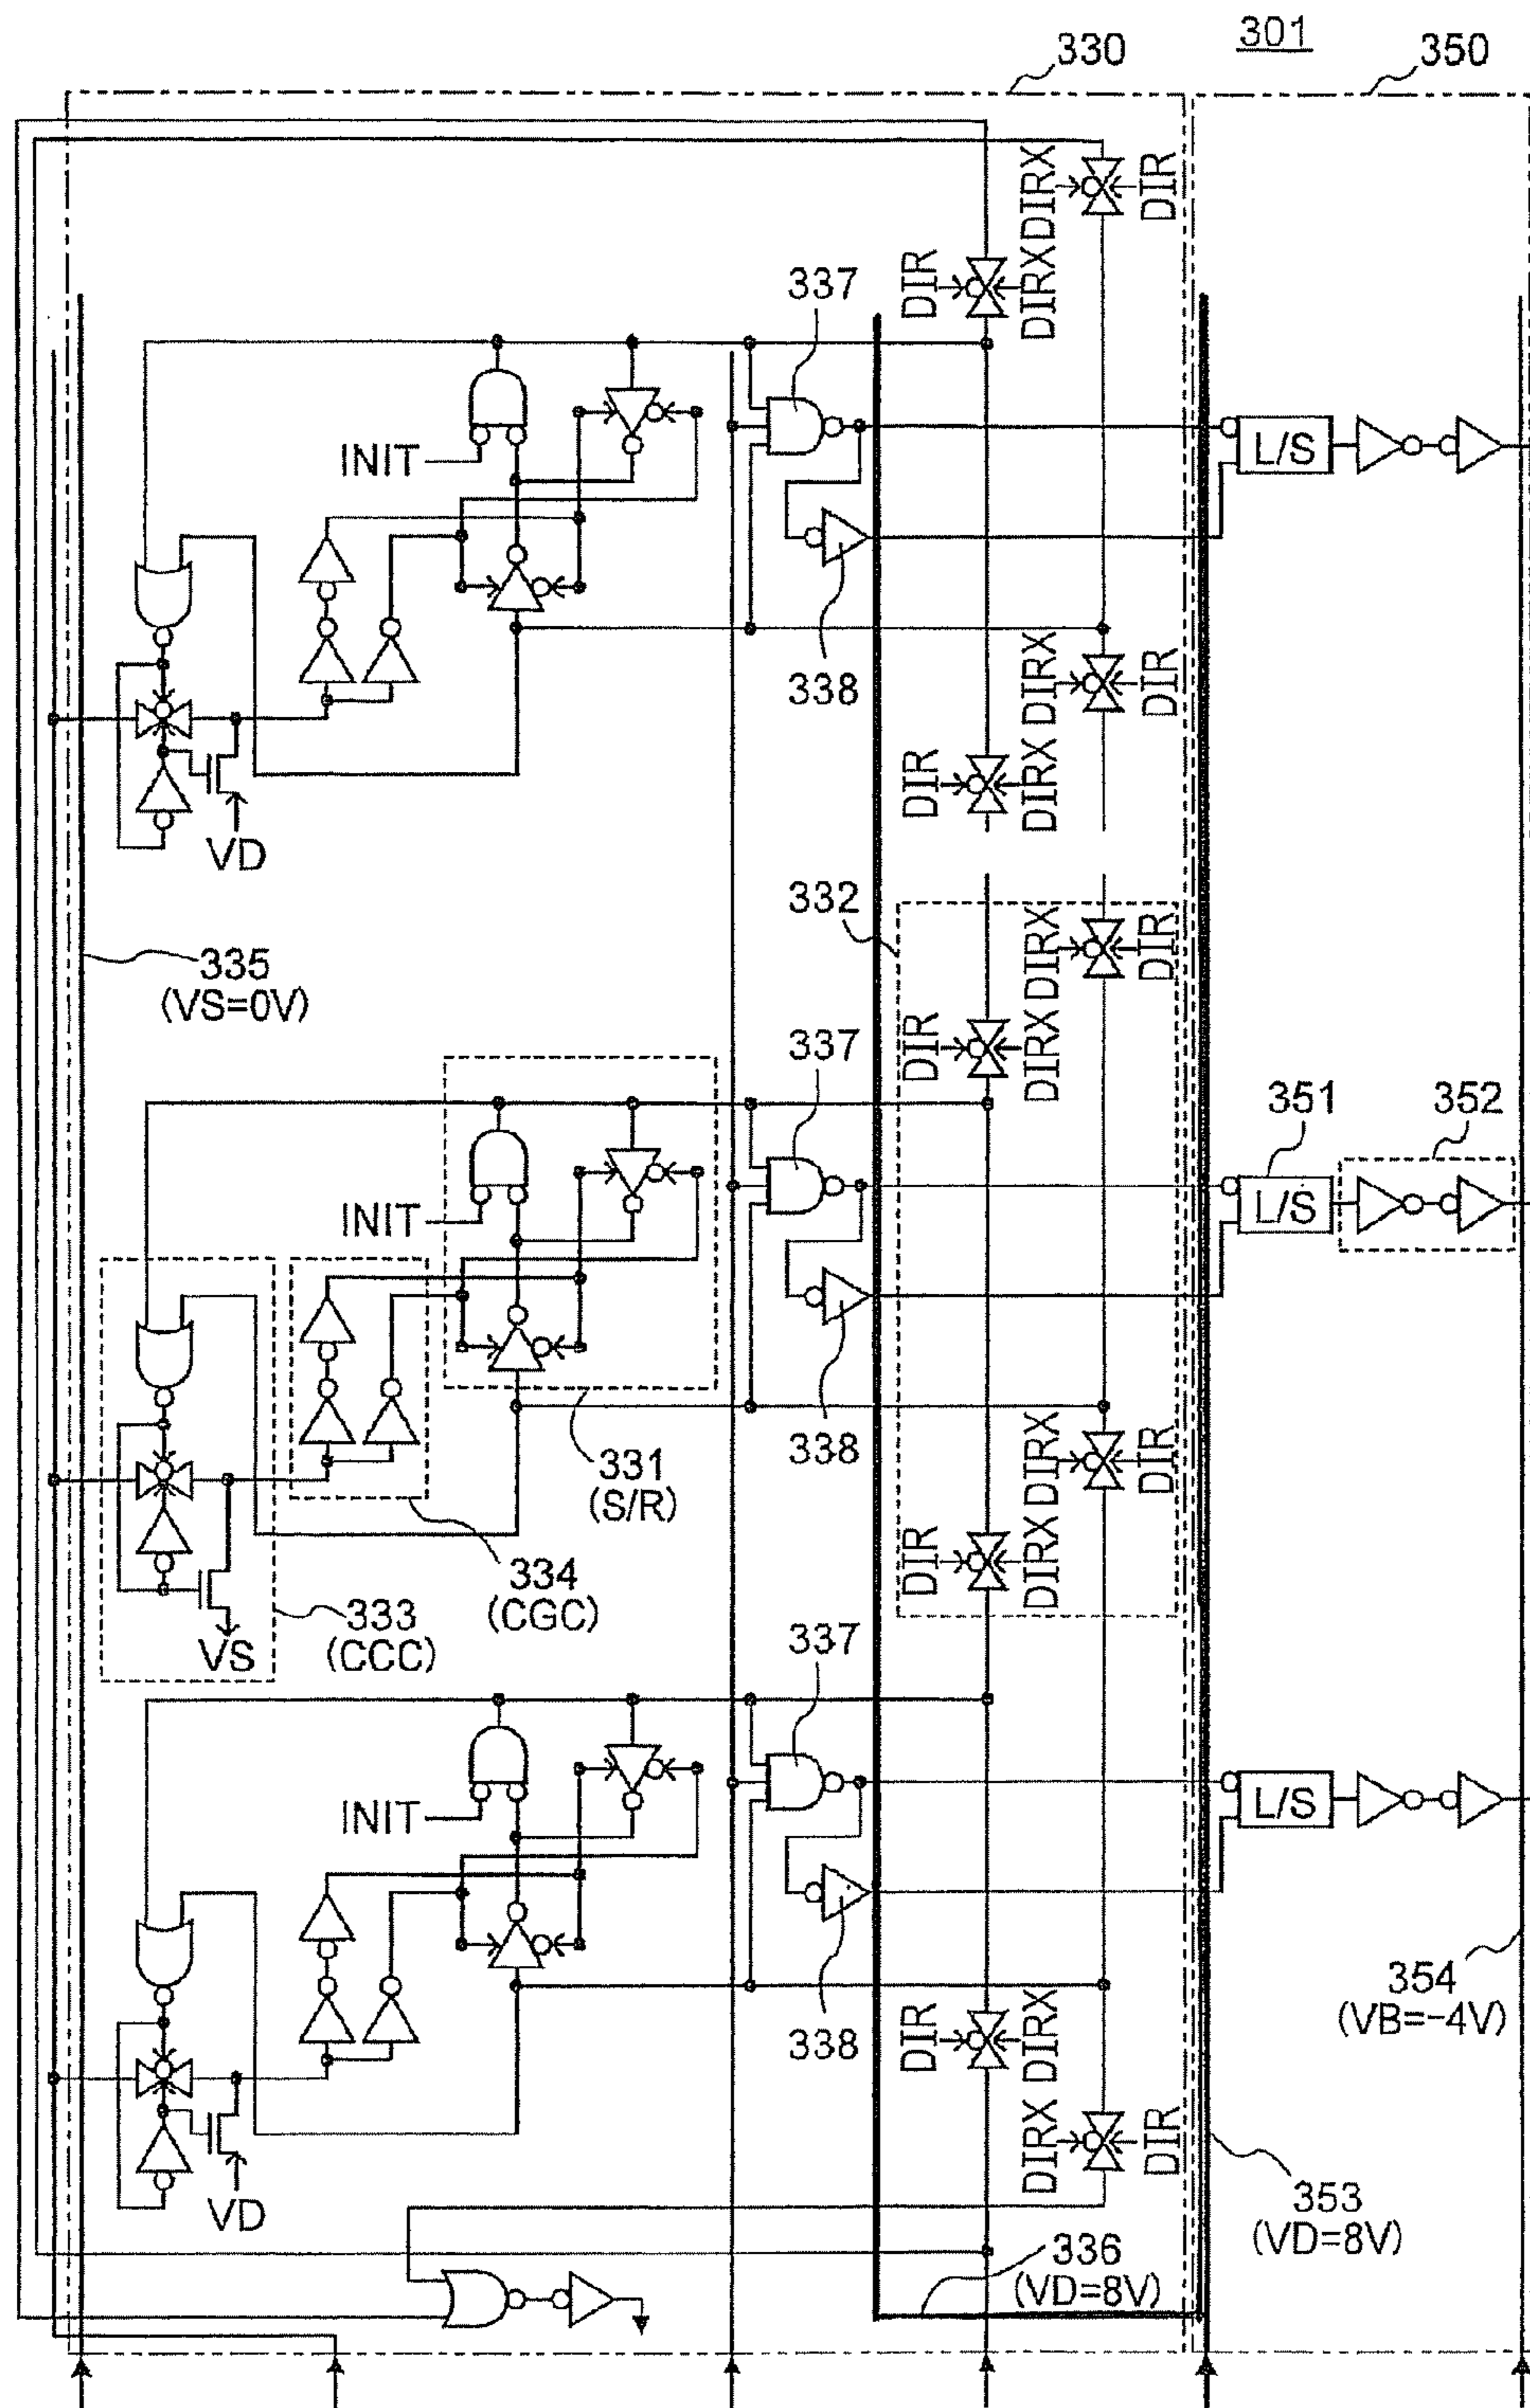 301
330
350
DIRX
DIR
DIR
DIRX
337
INIT
L/S
338
DIRX
DIR
DIR
DIRX
VD
332
DIRX
DIR
335
(VS=0V)
DIR
DIRX
337
351
352
INIT
L/S
338
DIRX
DIR
331
(S/R)
334
(CGC)
DIR
DIRX
333
(CCC)
VS
337
INIT
L/S
338
354
(VB=-4V)
DIR
DIRX
DIRX
DIR
VD
353
(VD=8V)
336
(VD=8V)